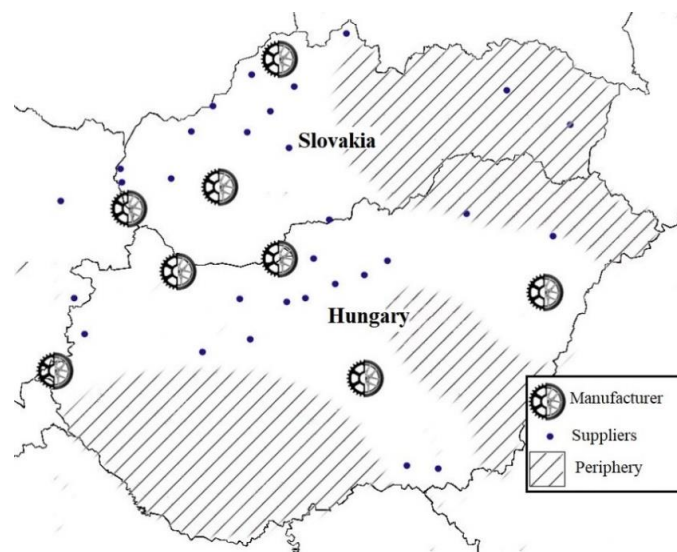 Slovakia
Hungary
Manufacturer
Suppliers
Periphery